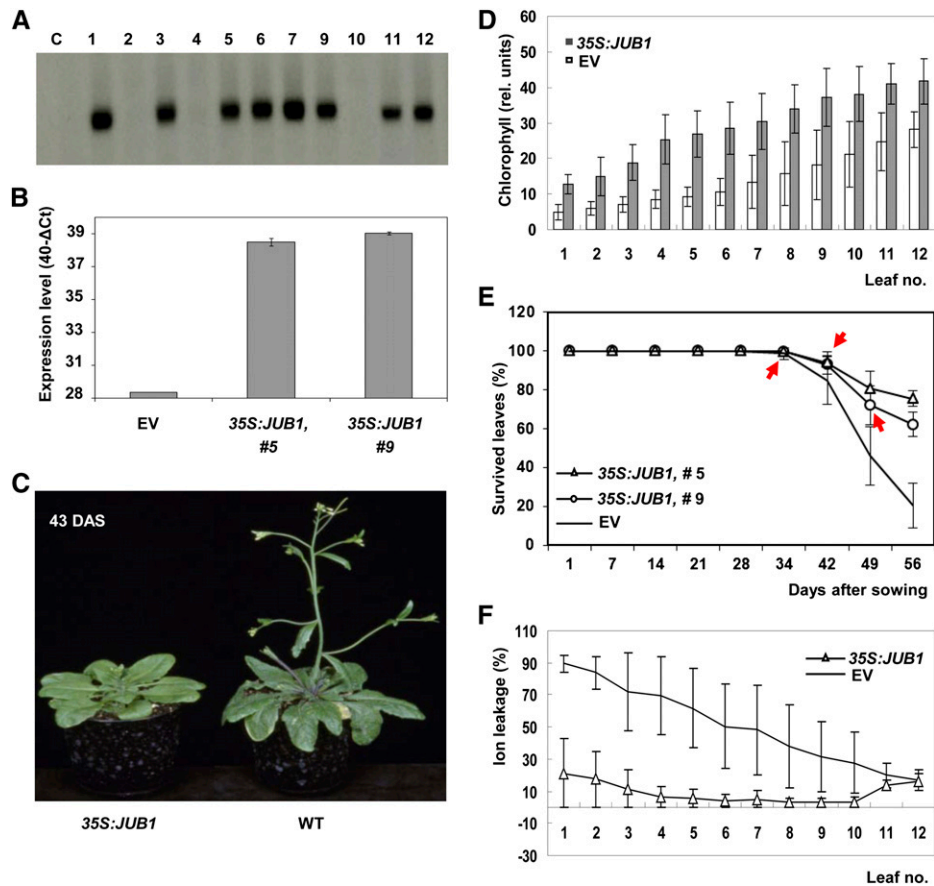 A
C 1 2 3 4 5 6 7 9 10 11 12
B
Expression level (40-ΔCt)
39
37
35
33
31
28
EV
35S:JUB1, #5
35S:JUB1 #9
C
43 DAS
35S:JUB1
WT
D
Chlorophyll (rel. units)
60
50
40
30
20
10
0
35S:JUB1
EV
1 2 3 4 5 6 7 8 9 10 11 12
Leaf no.
E
Survived leaves (%)
120
100
80
60
40
20
0
35S:JUB1, # 5
35S:JUB1, # 9
EV
1 7 14 21 28 34 42 49 56
Days after sowing
F
Ion leakage (%)
110
90
70
50
30
10
-10
-30
35S:JUB1
EV
1 2 3 4 5 6 7 8 9 10 11 12
Leaf no.